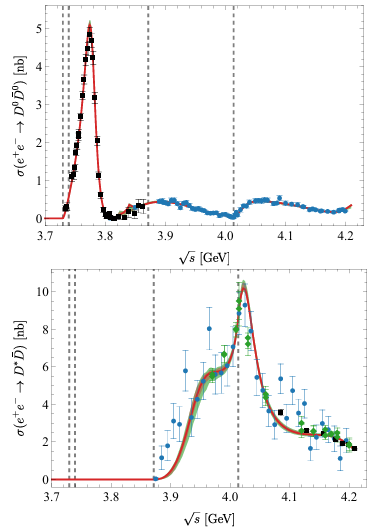 σ(e⁺e⁻ → D⁰D̄⁰) [nb]
5
4
3
2
1
0
3.7 3.8 3.9 4.0 4.1 4.2
√s [GeV]
σ(e⁺e⁻ → D*D̄) [nb]
10
8
6
4
2
0
3.7 3.8 3.9 4.0 4.1 4.2
√s [GeV]